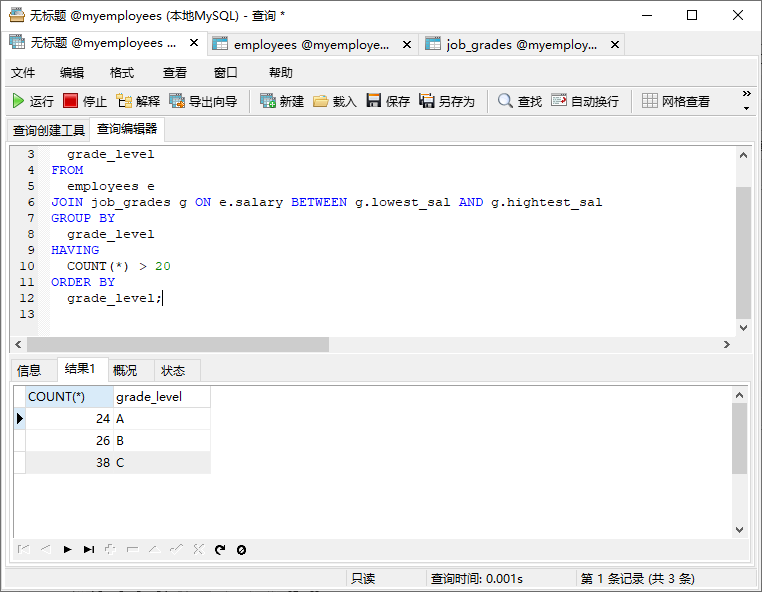 无标题 @myemployees (本地MySQL) - 查询 *
无标题 @myemployees ...
employees @myemploye...
job_grades @myemploy...
文件 编辑 格式 查看 窗口 帮助
运行 停止 解释 导出向导 新建 载入 保存 另存为 查找 自动换行 网格查看 »
查询创建工具 查询编辑器
3 grade_level
4 FROM
5 employees e
6 JOIN job_grades g ON e.salary BETWEEN g.lowest_sal AND g.hightest_sal
7 GROUP BY
8 grade_level
9 HAVING
10 COUNT(*) > 20
11 ORDER BY
12 grade_level;
13
信息 结果1 概况 状态
COUNT(*) grade_level
24 A
26 B
38 C
只读 查询时间: 0.001s 第 1 条记录 (共 3 条)